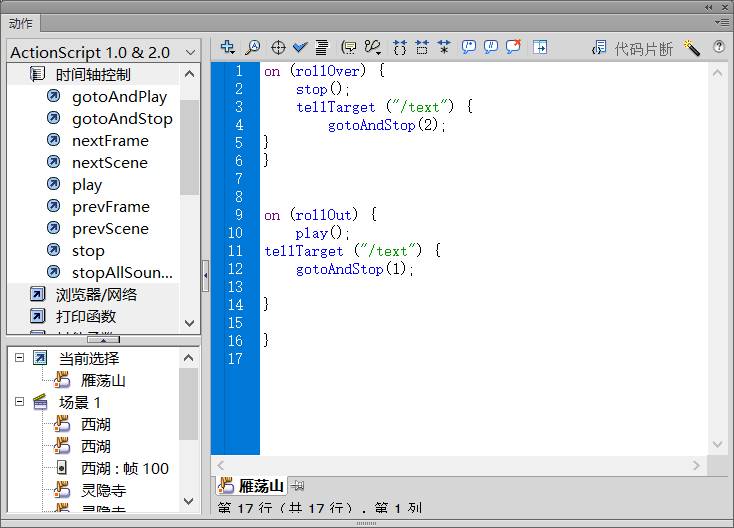 动作
ActionScript 1.0 & 2.0
时间轴控制
gotoAndPlay
gotoAndStop
nextFrame
nextScene
play
prevFrame
prevScene
stop
stopAllSoun...
浏览器/网络
打印函数
当前选择
雁荡山
场景 1
西湖
西湖
西湖 : 帧 100
灵隐寺
代码片断
1 on (rollOver) {
2 stop();
3 tellTarget ("/text") {
4 gotoAndStop(2);
5 }
6 }
7
8
9 on (rollOut) {
10 play();
11 tellTarget ("/text") {
12 gotoAndStop(1);
13
14 }
15
16 }
17
雁荡山
第 17 行（共 17 行），第 1 列